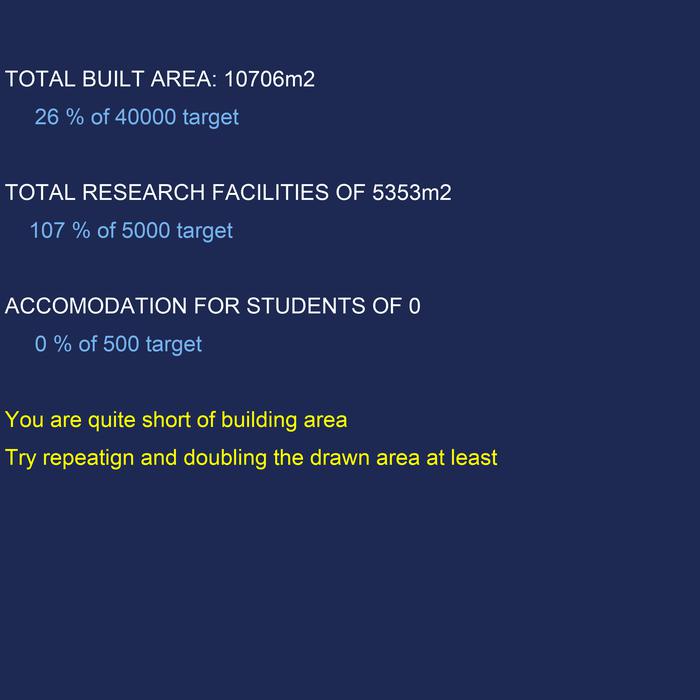 TOTAL BUILT AREA: 10706m2
26 % of 40000 target
TOTAL RESEARCH FACILITIES OF 5353m2
107 % of 5000 target
ACCOMODATION FOR STUDENTS OF 0
0 % of 500 target
You are quite short of building area
Try repeatign and doubling the drawn area at least